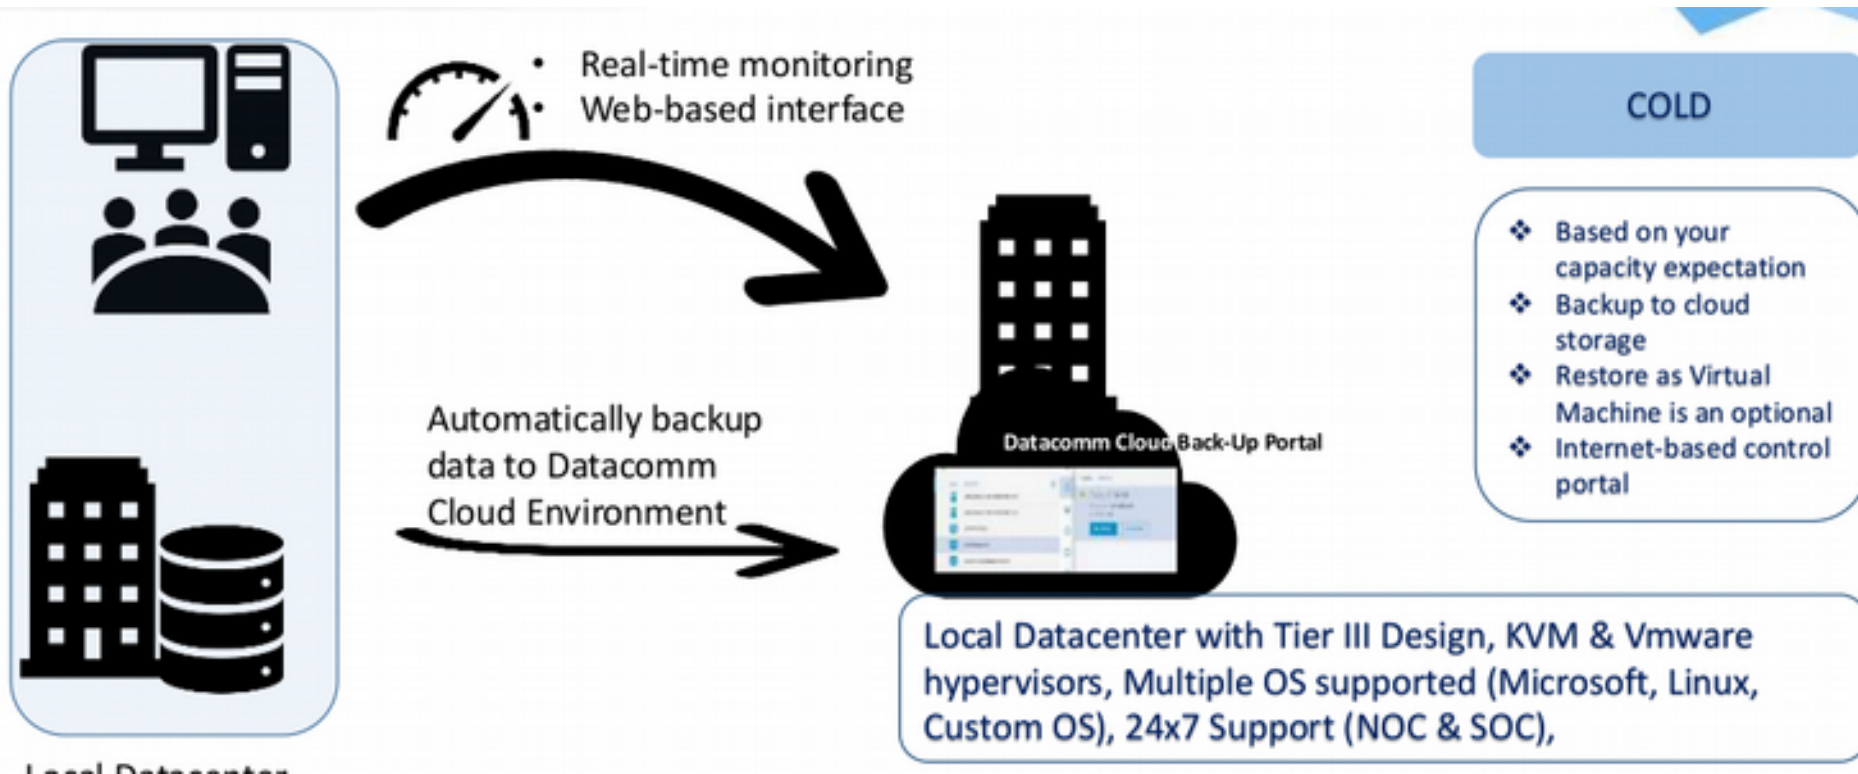 Real-time monitoring
Web-based interface
COLD
Based on your
capacity expectation
Backup to cloud
storage
Restore as Virtual
Machine is an optional
Internet-based control
portal
Automatically backup
data to Datacomm
Cloud Environment
Datacomm Cloud Back-Up Portal
Local Datacenter with Tier III Design, KVM & Vmware
hypervisors, Multiple OS supported (Microsoft, Linux,
Custom OS), 24x7 Support (NOC & SOC),
Local Datacenter